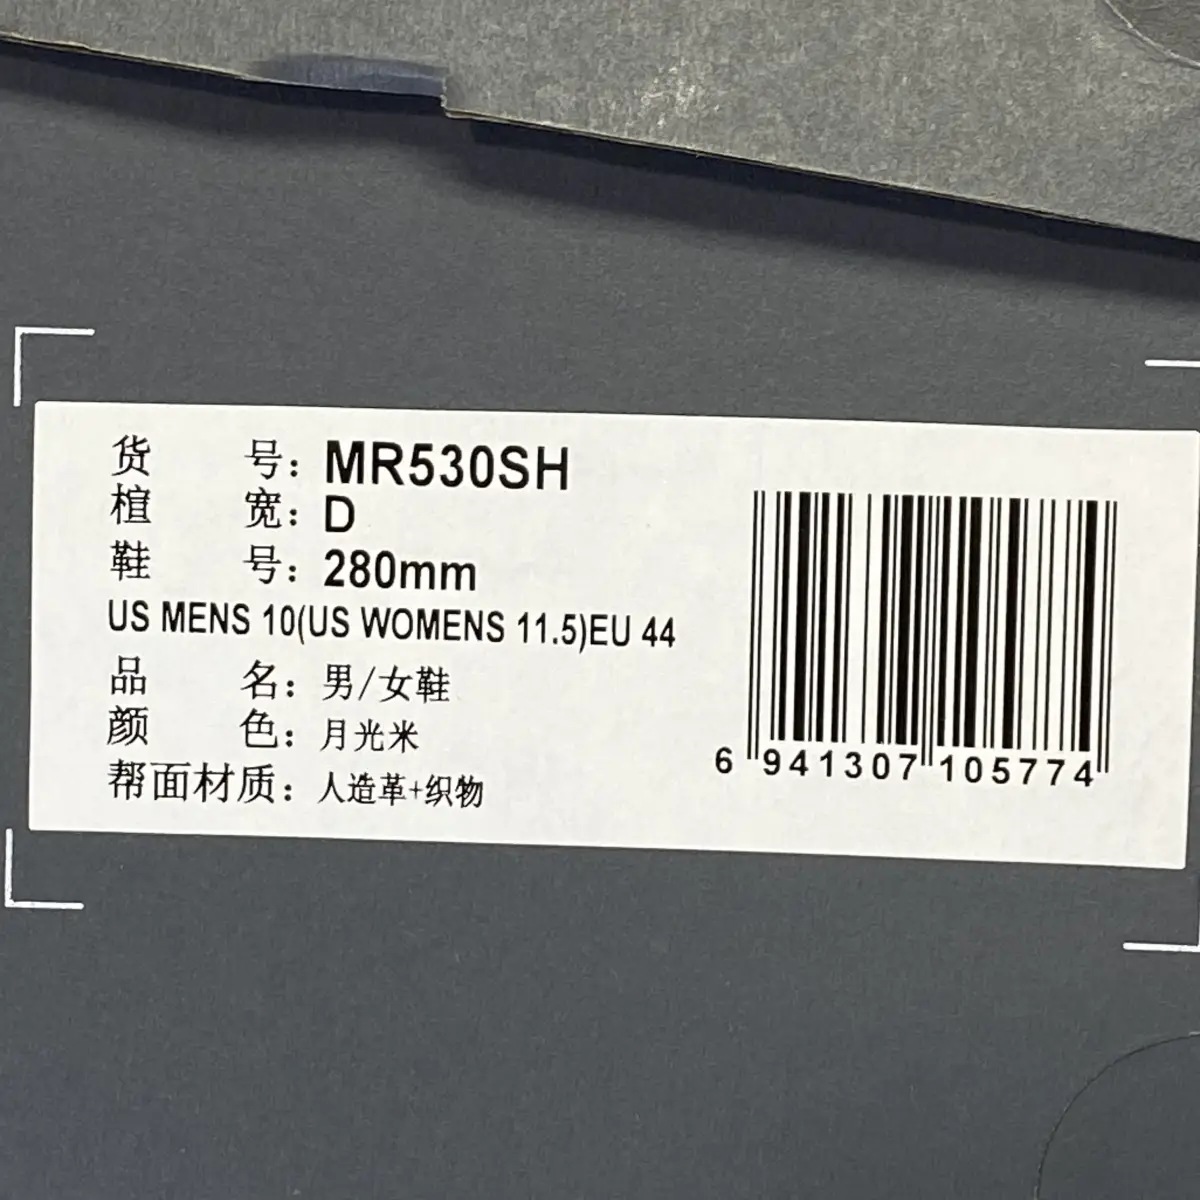 货 号：MR530SH
楦 宽：D
鞋 号：280mm
US MENS 10(US WOMENS 11.5)EU 44
品 名：男/女鞋
颜 色：月光米
帮面材质：人造革+织物
6 941307 105774